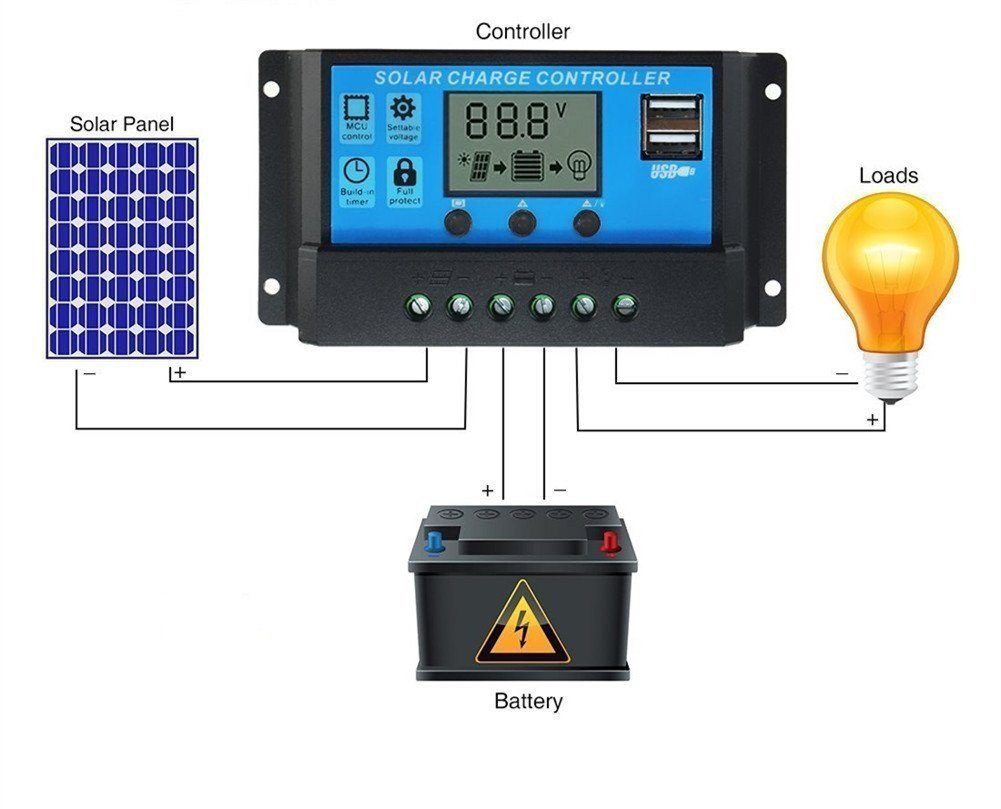 Controller
SOLAR CHARGE CONTROLLER
Solar Panel
MCU
control
Settable
voltage
88.8 V
Build-in
timer
Full
protect
USB
Loads
+ − + − + −
− +
−
+
+ −
Battery